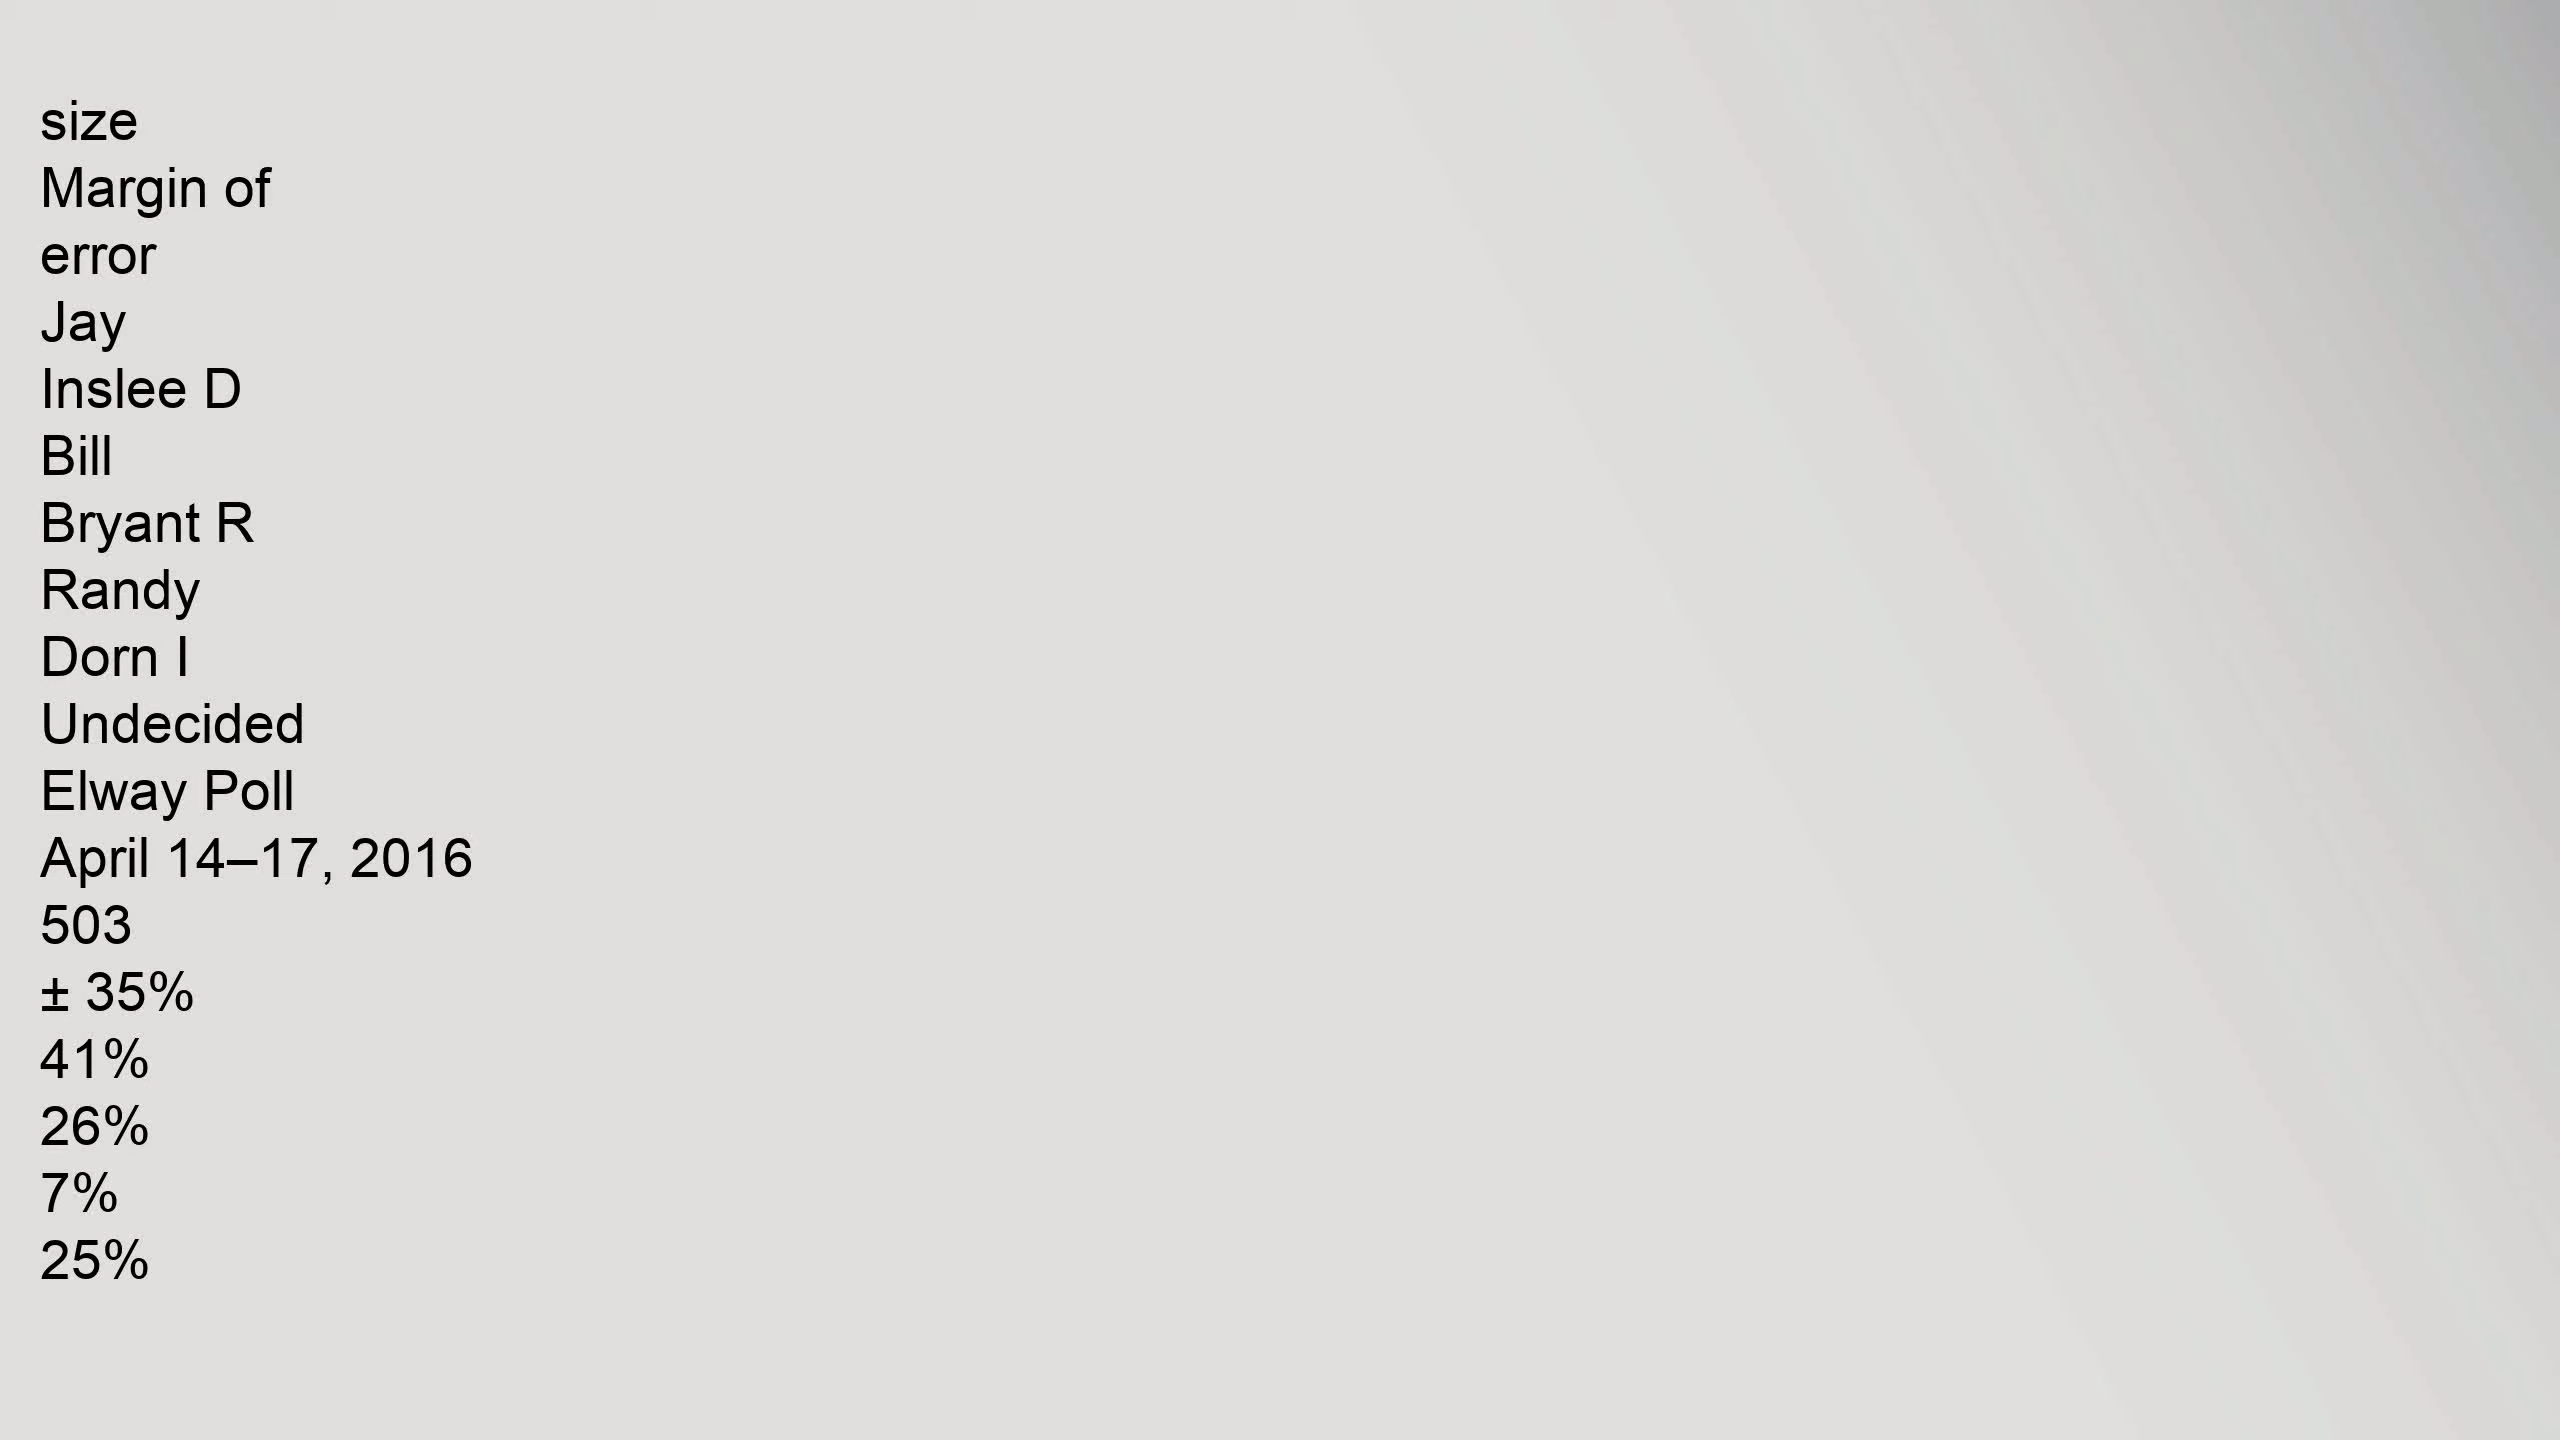 size
Margin of
error
Jay
Inslee D
Bill
Bryant R
Randy
Dorn I
Undecided
Elway Poll
April 14–17, 2016
503
± 35%
41%
26%
7%
25%